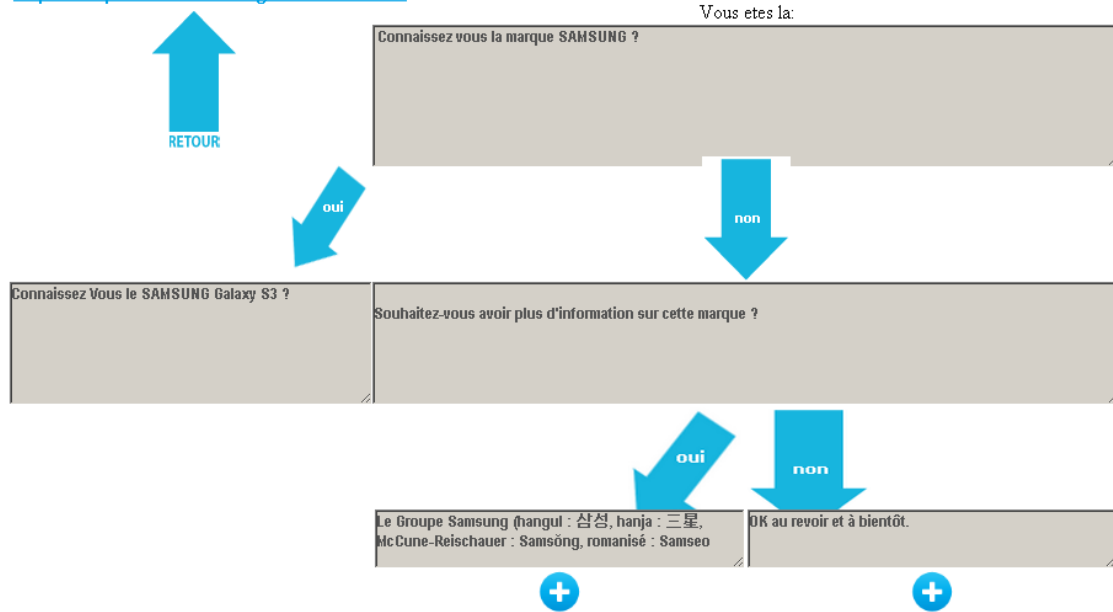 Vous etes la:
Connaissez vous la marque SAMSUNG ?
RETOUR
oui
non
Connaissez Vous le SAMSUNG Galaxy S3 ?
Souhaitez-vous avoir plus d'information sur cette marque ?
oui
non
Le Groupe Samsung (hangul : 삼성, hanja : 三星,
McCune-Reischauer : Samsŏng, romanisé : Samseo
OK au revoir et à bientôt.